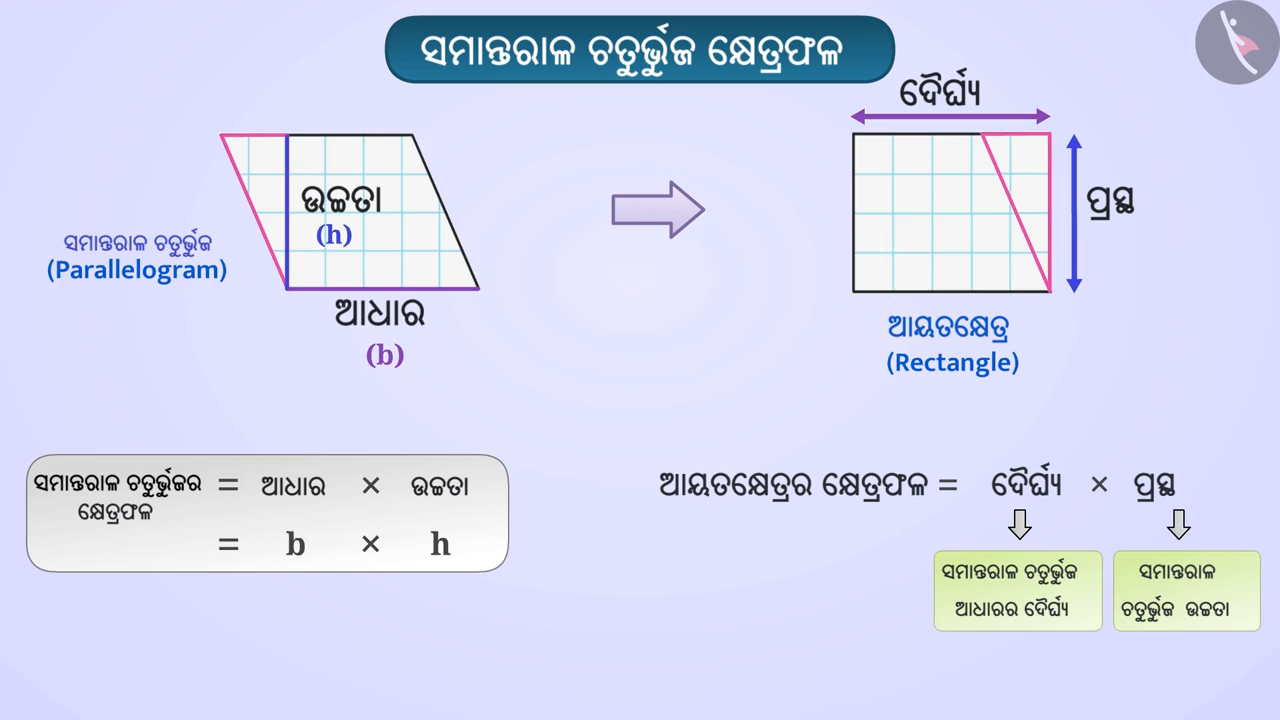 ସମାନ୍ତରାଳ ଚତୁର୍ଭୁଜ କ୍ଷେତ୍ରଫଳ
ଦୈର୍ଘ୍ୟ
ଉଚ୍ଚତା
(h)
ପ୍ରସ୍ଥ
ସମାନ୍ତରାଳ ଚତୁର୍ଭୁଜ
(Parallelogram)
ଆଧାର
(b)
ଆୟତକ୍ଷେତ୍ର
(Rectangle)
ସମାନ୍ତରାଳ ଚତୁର୍ଭୁଜର = ଆଧାର × ଉଚ୍ଚତା
କ୍ଷେତ୍ରଫଳ
= b × h
ଆୟତକ୍ଷେତ୍ରର କ୍ଷେତ୍ରଫଳ = ଦୈର୍ଘ୍ୟ × ପ୍ରସ୍ଥ
ସମାନ୍ତରାଳ ଚତୁର୍ଭୁଜ
ଆଧାରର ଦୈର୍ଘ୍ୟ
ସମାନ୍ତରାଳ
ଚତୁର୍ଭୁଜ ଉଚ୍ଚତା